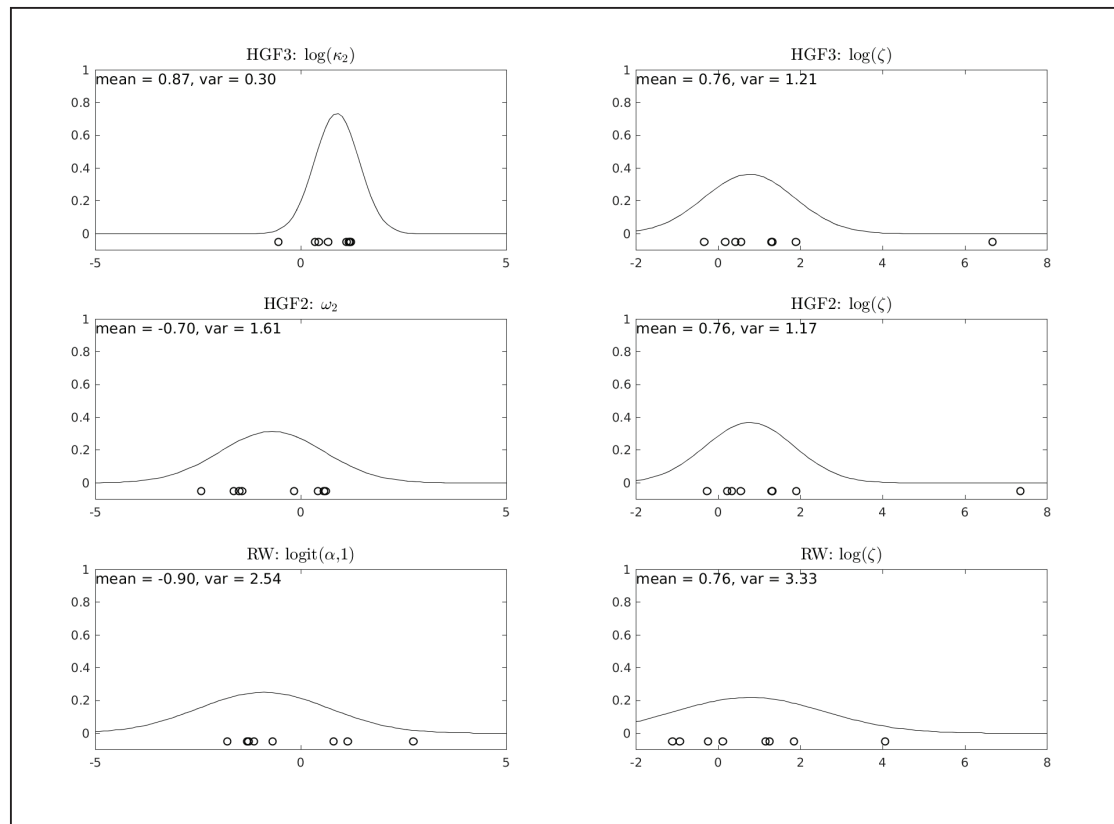 HGF3: log(κ₂)
mean = 0.87, var = 0.30
1
0.8
0.6
0.4
0.2
0
-5 0 5
HGF3: log(ζ)
mean = 0.76, var = 1.21
1
0.8
0.6
0.4
0.2
0
-2 0 2 4 6 8
HGF2: ω₂
mean = -0.70, var = 1.61
1
0.8
0.6
0.4
0.2
0
-5 0 5
HGF2: log(ζ)
mean = 0.76, var = 1.17
1
0.8
0.6
0.4
0.2
0
-2 0 2 4 6 8
RW: logit(α,1)
mean = -0.90, var = 2.54
1
0.8
0.6
0.4
0.2
0
-5 0 5
RW: log(ζ)
mean = 0.76, var = 3.33
1
0.8
0.6
0.4
0.2
0
-2 0 2 4 6 8